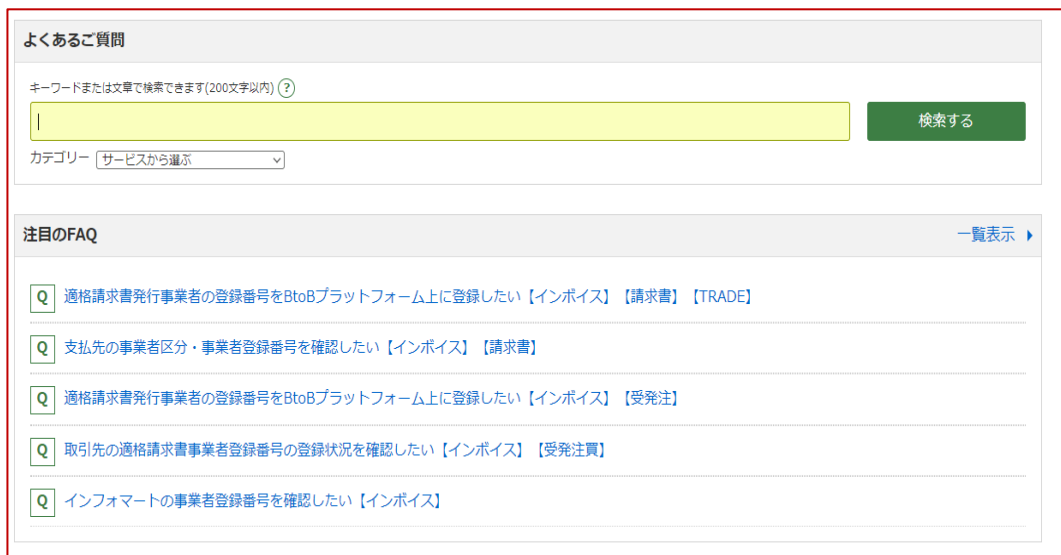 よくあるご質問
キーワードまたは文章で検索できます(200文字以内) ?
検索する
カテゴリー サービスから選ぶ
注目のFAQ 一覧表示
Q 適格請求書発行事業者の登録番号をBtoBプラットフォーム上に登録したい【インボイス】【請求書】【TRADE】
Q 支払先の事業者区分・事業者登録番号を確認したい【インボイス】【請求書】
Q 適格請求書発行事業者の登録番号をBtoBプラットフォーム上に登録したい【インボイス】【受発注】
Q 取引先の適格請求書事業者登録番号の登録状況を確認したい【インボイス】【受発注買】
Q インフォマートの事業者登録番号を確認したい【インボイス】